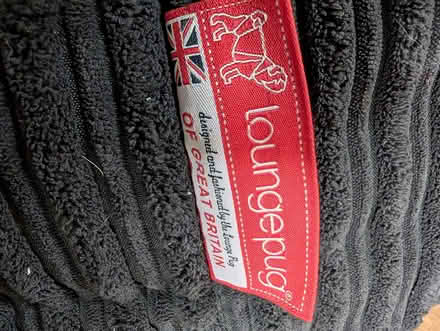 loungepug®
designed and fashioned by the Lounge Pug
OF GREAT BRITAIN